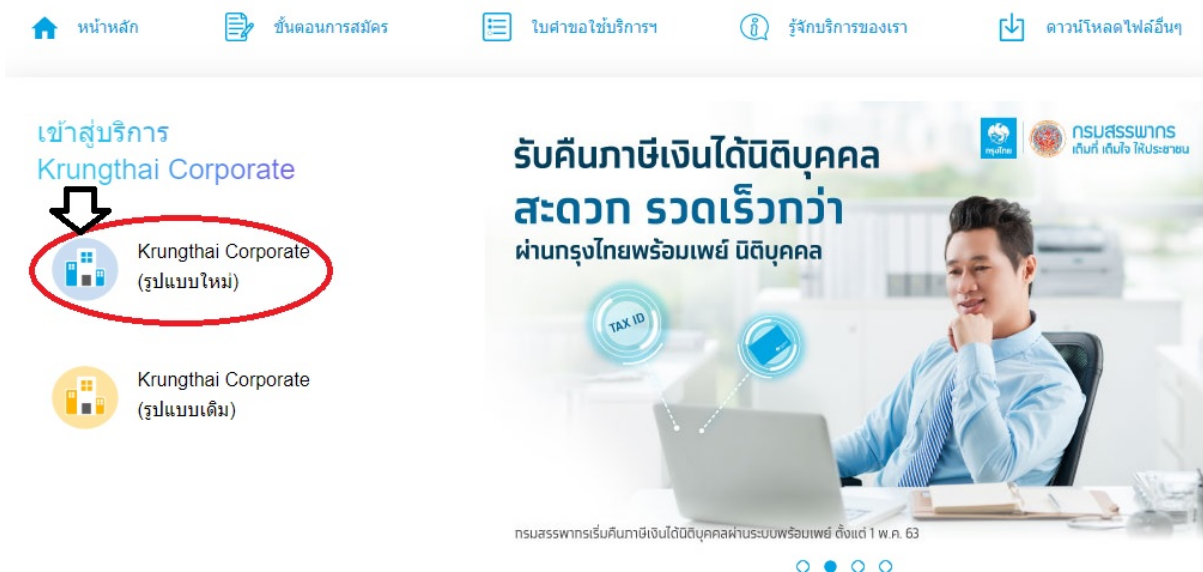 หน้าหลัก
ขั้นตอนการสมัคร
ใบคำขอใช้บริการฯ
รู้จักบริการของเรา
ดาวน์โหลดไฟล์อื่นๆ
เข้าสู่บริการ
Krungthai Corporate
Krungthai Corporate
(รูปแบบใหม่)
Krungthai Corporate
(รูปแบบเดิม)
กรุงไทย
กรมสรรพากร
เต็มที่ เต็มใจ ให้ประชาชน
รับคืนภาษีเงินได้นิติบุคคล
สะดวก รวดเร็วกว่า
ผ่านกรุงไทยพร้อมเพย์ นิติบุคคล
TAX ID
กรมสรรพากรเริ่มคืนภาษีเงินได้นิติบุคคลผ่านระบบพร้อมเพย์ ตั้งแต่ 1 พ.ค. 63